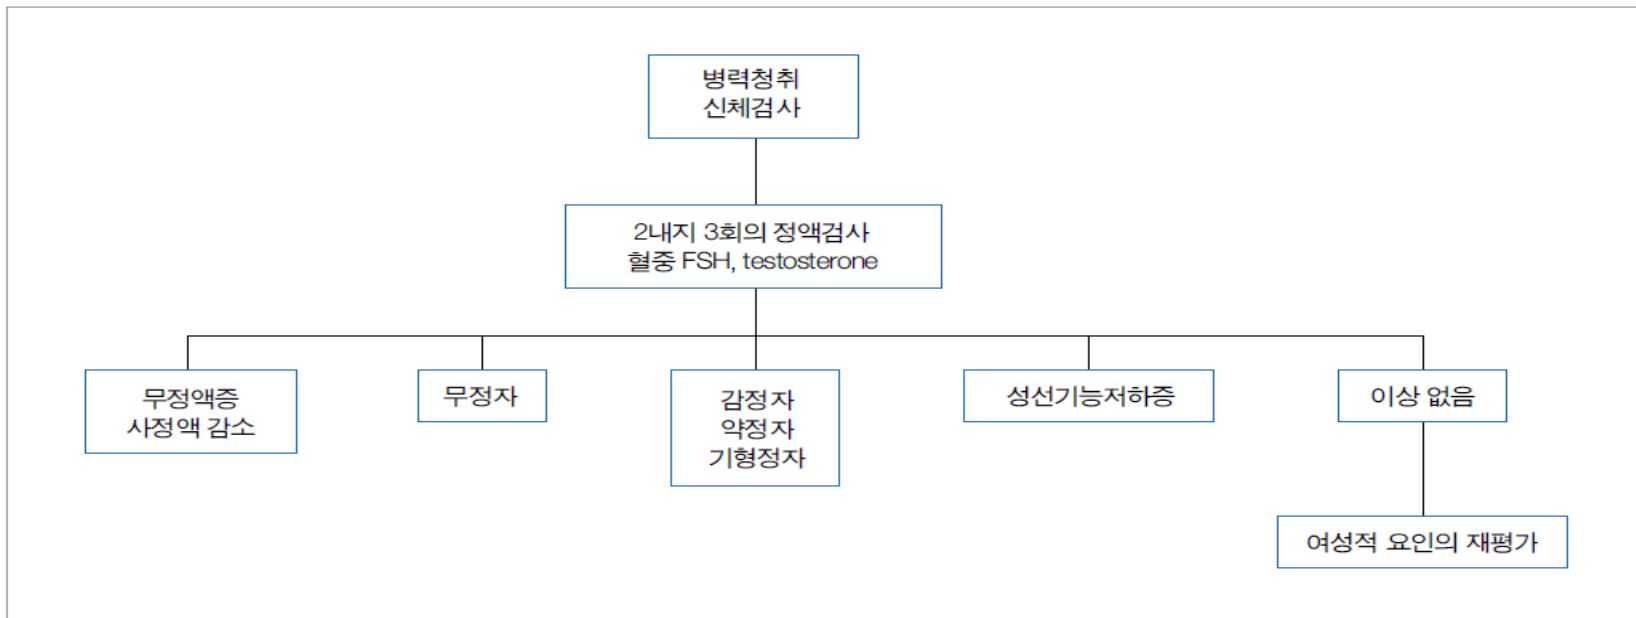 병력청취
신체검사
2내지 3회의 정액검사
혈중 FSH, testosterone
무정액증
사정액 감소
무정자
감정자
약정자
기형정자
성선기능저하증
이상 없음
여성적 요인의 재평가